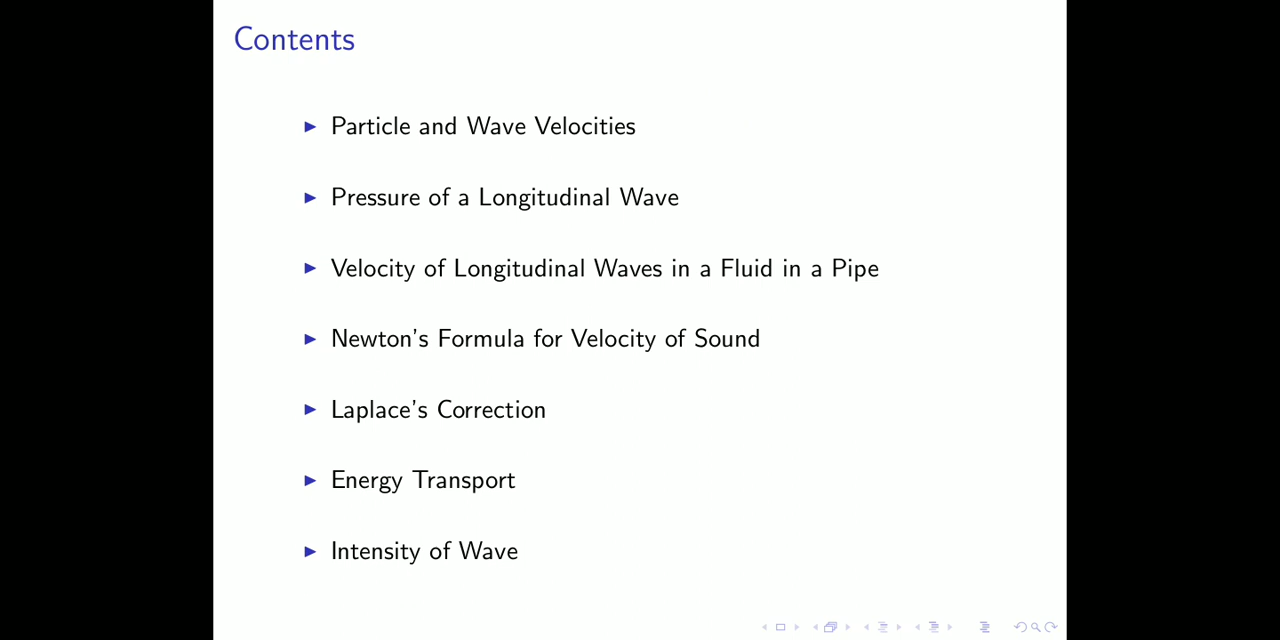 Contents
Particle and Wave Velocities
Pressure of a Longitudinal Wave
Velocity of Longitudinal Waves in a Fluid in a Pipe
Newton's Formula for Velocity of Sound
Laplace's Correction
Energy Transport
Intensity of Wave